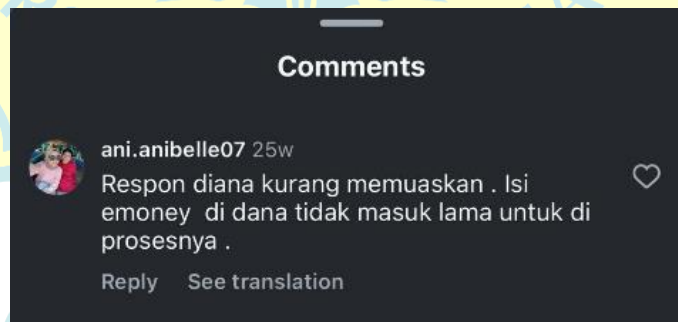 Comments
ani.anibelle07 25w
Respon diana kurang memuaskan . Isi
emoney  di dana tidak masuk lama untuk di
prosesnya .
Reply See translation